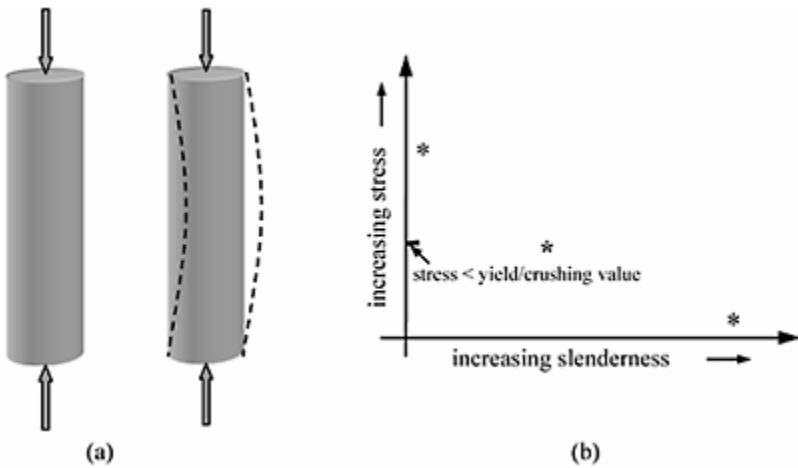 increasing stress
*
*
stress < yield/crushing value
*
increasing slenderness
(a)
(b)